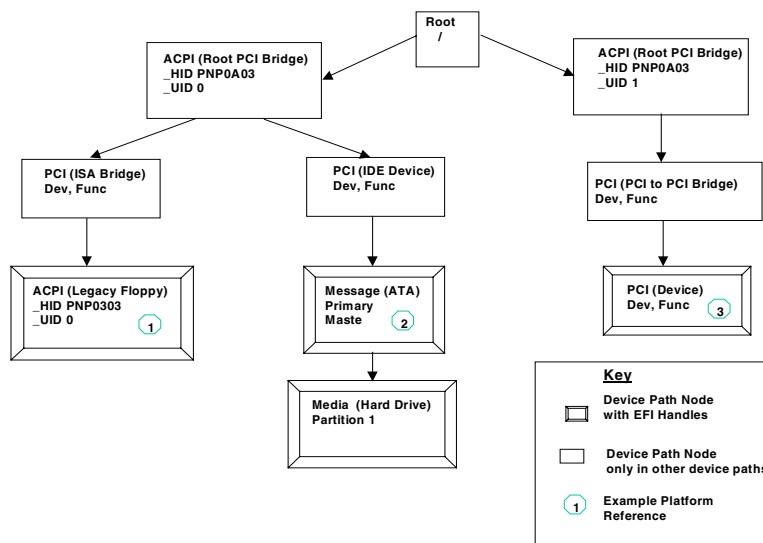 Root
/
ACPI (Root PCI Bridge)
_HID PNP0A03
_UID 0
ACPI (Root PCI Bridge)
_HID PNP0A03
_UID 1
PCI (ISA Bridge)
Dev, Func
PCI (IDE Device)
Dev, Func
PCI (PCI to PCI Bridge)
Dev, Func
ACPI (Legacy Floppy)
_HID PNP0303
_UID 0
1
Message (ATA)
Primary
Maste
2
PCI (Device)
Dev, Func
3
Media (Hard Drive)
Partition 1
Key
Device Path Node
with EFI Handles
Device Path Node
only in other device paths
1
Example Platform
Reference